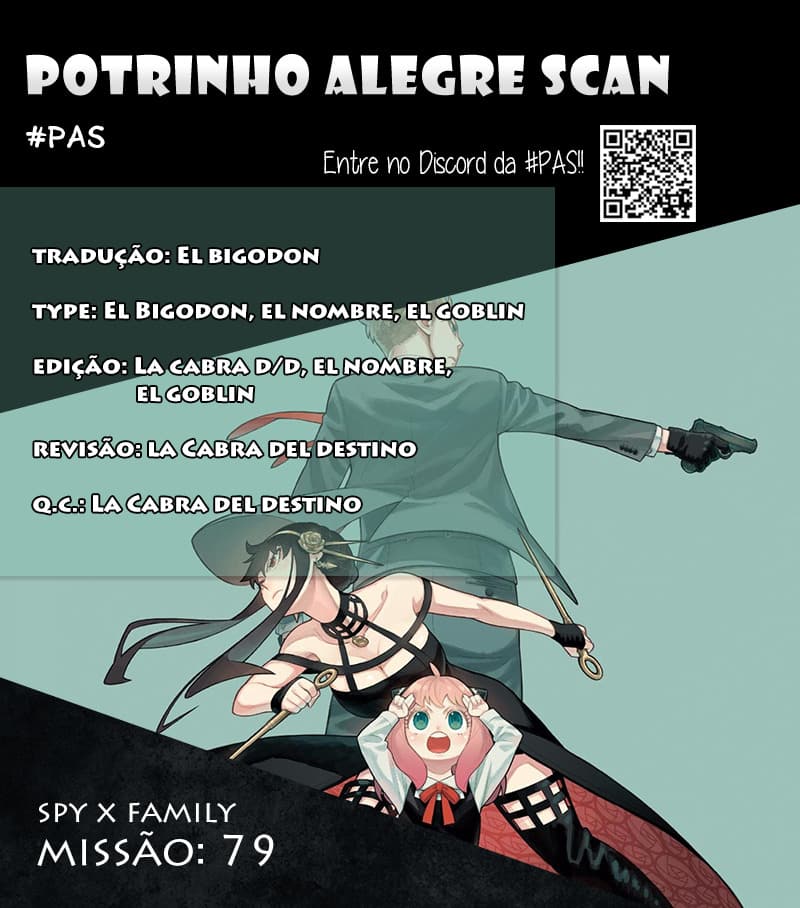 POTRINHO ALEGRE SCAN
#PAS
Entre no Discord da #PAS!!
TRADUÇÃO: EL BIGODON
TYPE: EL BIGODON, EL NOMBRE, EL GOBLIN
EDIÇÃO: LA CABRA D/D, EL NOMBRE,
EL GOBLIN
REVISÃO: LA CABRA DEL DESTINO
Q.C.: LA CABRA DEL DESTINO
SPY X FAMILY
MISSÃO: 79